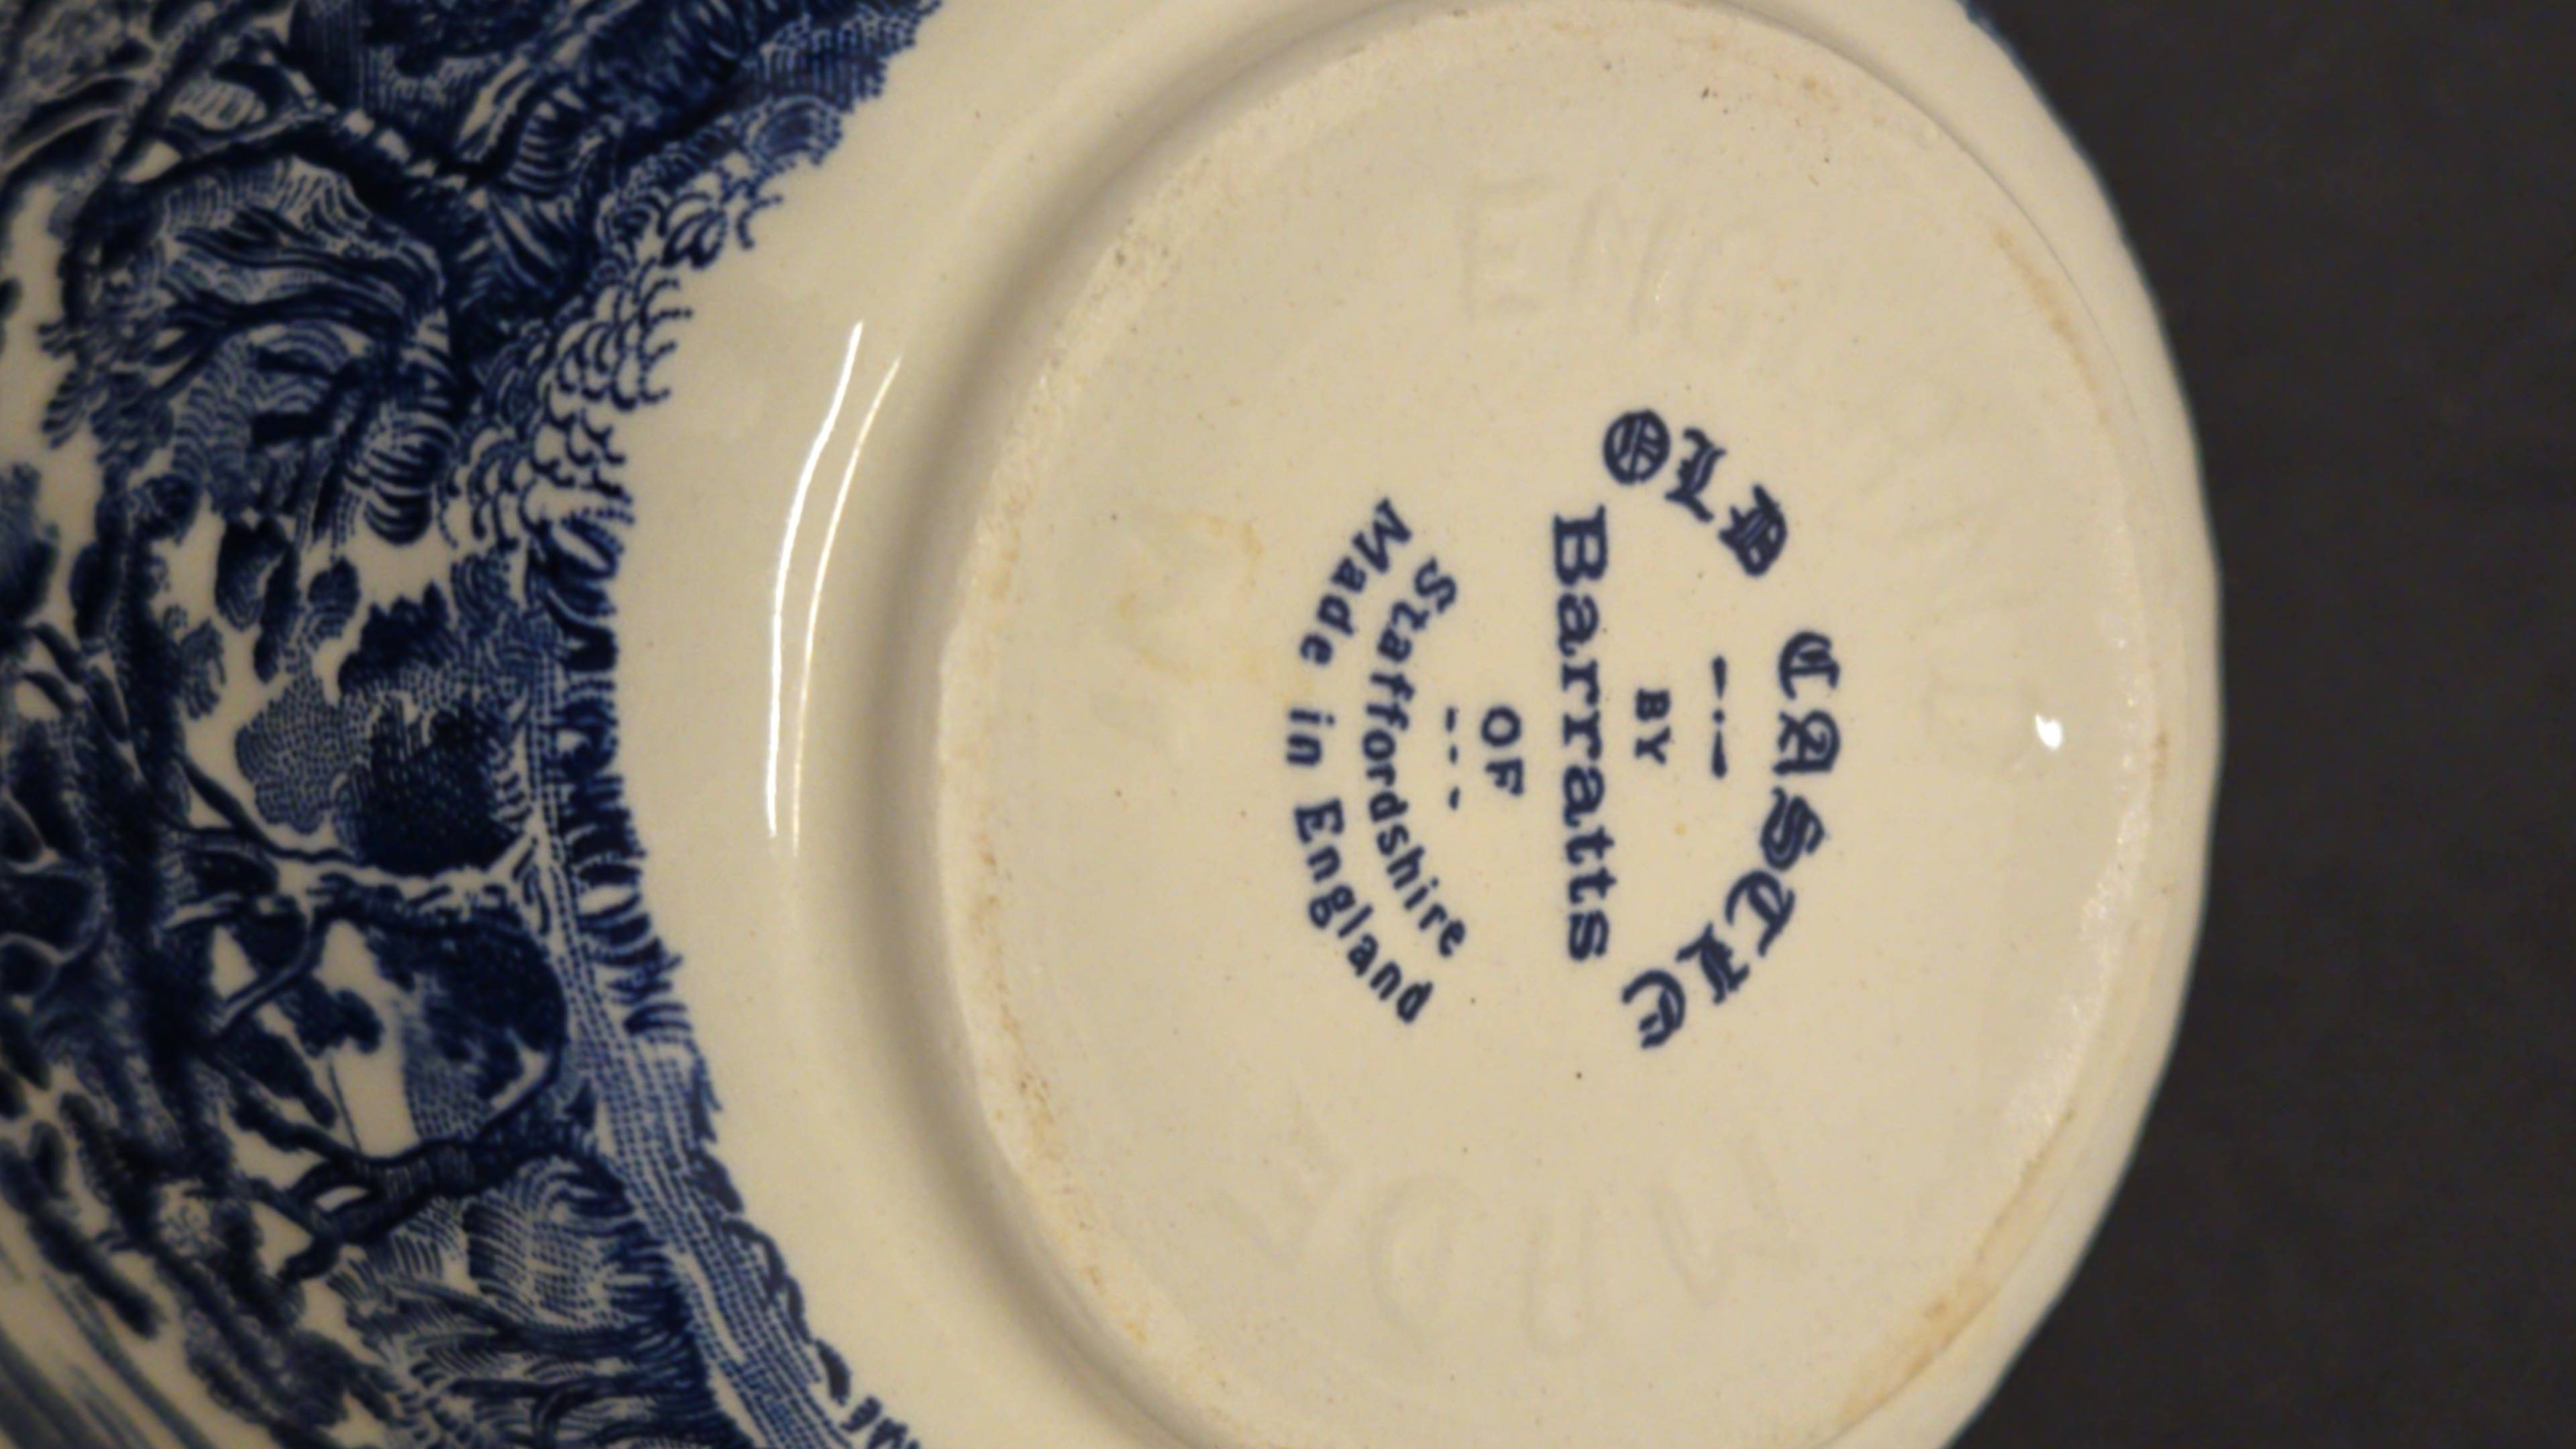 OLD CASTLE
BY
Barratts
OF
Staffordshire
Made in England